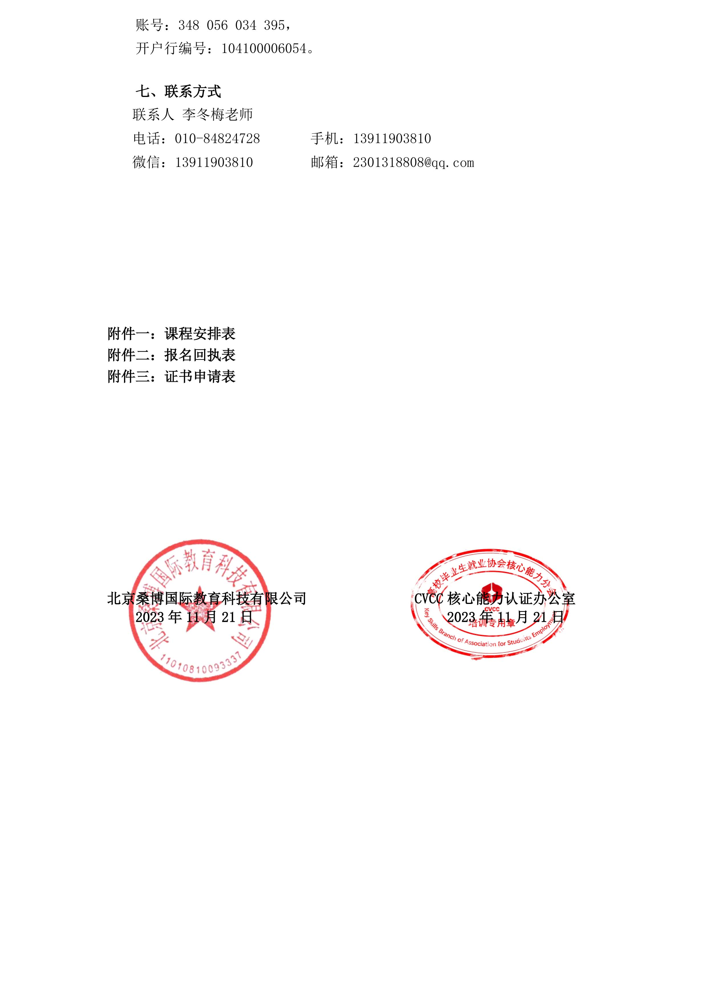 账号：348 056 034 395，
开户行编号：104100006054。
七、联系方式
联系人 李冬梅老师
电话：010-84824728 手机：13911903810
微信：13911903810 邮箱：2301318808@qq.com
附件一：课程安排表
附件二：报名回执表
附件三：证书申请表
北京桑博国际教育科技有限公司
高校毕业生就业协会核心能力分会
北京桑博国际教育科技有限公司 CVCC 核心能力认证办公室
CVCC
2023 年 11 月 21 日 2023 年 11 月 21 日
培训专用章
Key Skills Branch of Association for Students Employment
11010810093337